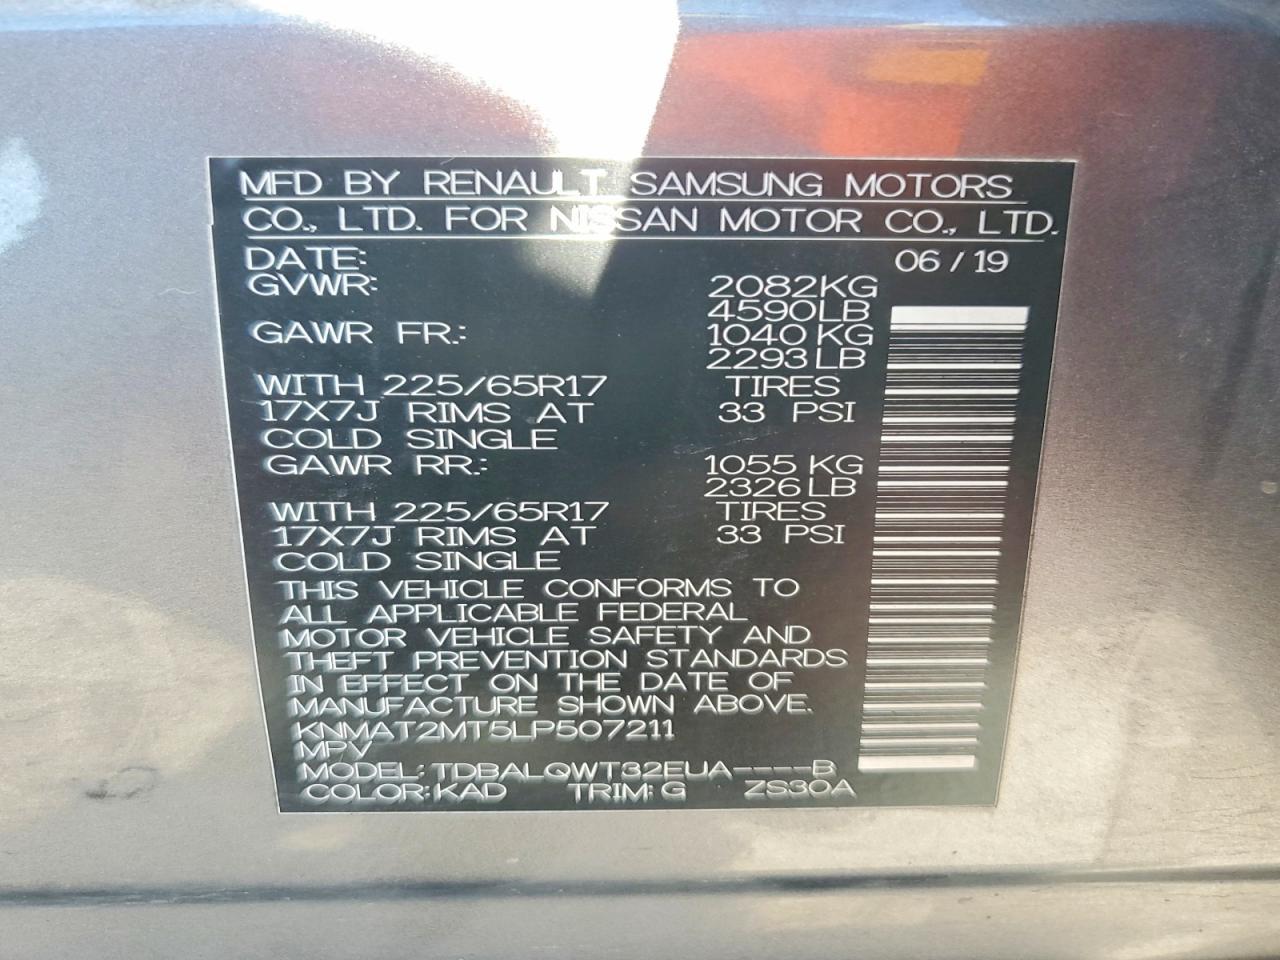 MFD BY RENAULT SAMSUNG MOTORS
CO., LTD. FOR NISSAN MOTOR CO., LTD.
DATE: 06 / 19
GVWR: 2082KG
4590LB
GAWR FR.: 1040 KG
2293 LB
WITH 225/65R17 TIRES
17X7J RIMS AT 33 PSI
COLD SINGLE
GAWR RR.: 1055 KG
2326 LB
WITH 225/65R17 TIRES
17X7J RIMS AT 33 PSI
COLD SINGLE
THIS VEHICLE CONFORMS TO
ALL APPLICABLE FEDERAL
MOTOR VEHICLE SAFETY AND
THEFT PREVENTION STANDARDS
IN EFFECT ON THE DATE OF
MANUFACTURE SHOWN ABOVE.
KNMAT2MT5LP507211
MPV
MODEL: TDBALQWT32EUA----B
COLOR: KAD TRIM: G ZS30A